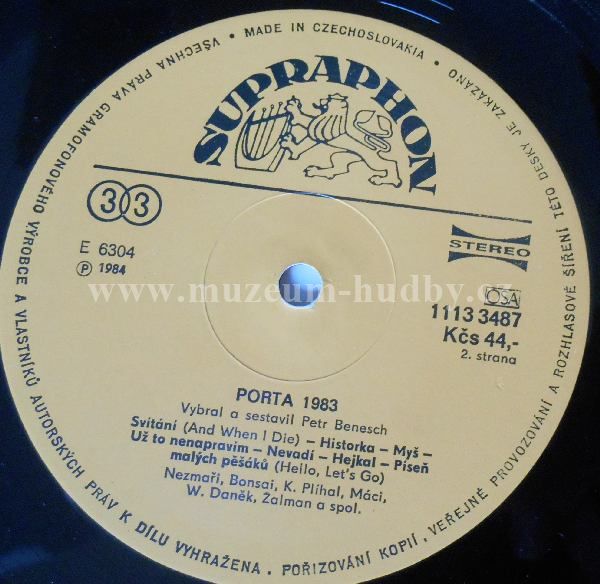 VŠECHNA PRÁVA GRAMOFONOVÉHO VÝROBCE A VLASTNÍKŮ AUTORSKÝCH PRÁV K DÍLU VYHRAŽENA. POŘIZOVÁNÍ KOPIÍ, VEŘEJNÉ PROVOZOVÁNÍ A ROZHLASOVÉ ŠÍŘENÍ TÉTO DESKY JE ZAKÁZÁNO • MADE IN CZECHOSLOVAKIA •
SUPRAPHON
33
STEREO
E 6304
Ⓟ 1984
www.muzeum-hudby.cz
OSA
1113 3487
Kčs 44,-
2. strana
PORTA 1983
Vybral a sestavil Petr Benesch
Svítání (And When I Die) – Historka – Myš –
Už to nenapravím – Nevadí – Hejkal – Píseň
malých pěšáků (Hello, Let's Go)
Nezmaři, Bonsai, K. Plíhal, Máci,
W. Daněk, Žalman a spol.